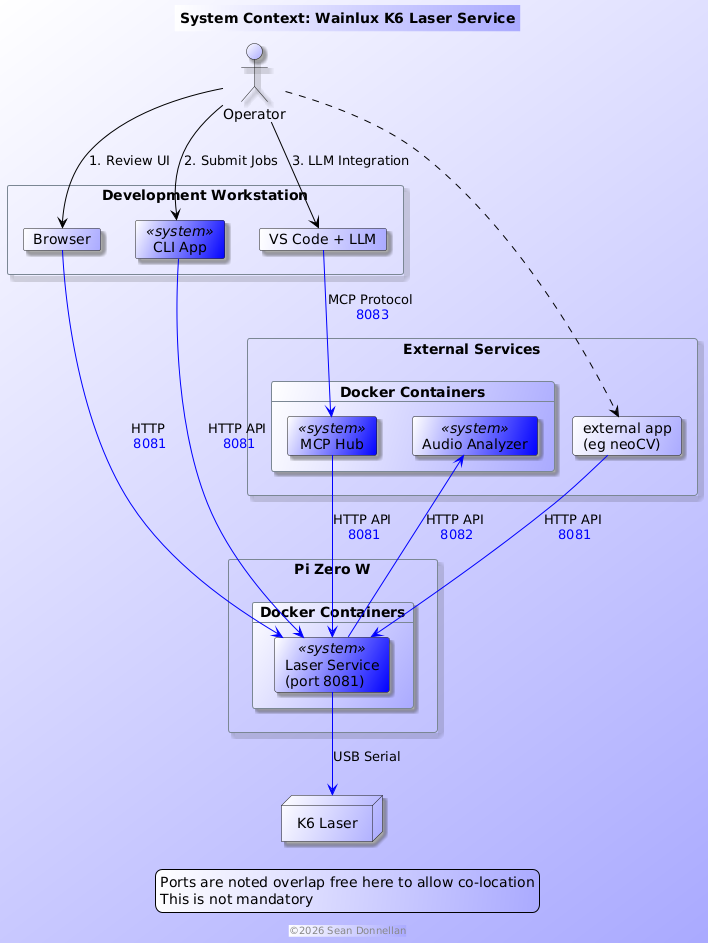 System Context: Wainlux K6 Laser Service
Operator
1. Review UI
2. Submit Jobs
3. LLM Integration
Development Workstation
Browser
«system»
CLI App
VS Code + LLM
MCP Protocol
8083
External Services
Docker Containers
«system»
MCP Hub
«system»
Audio Analyzer
external app
(eg neoCV)
HTTP
8081
HTTP API
8081
HTTP API
8081
HTTP API
8082
HTTP API
8081
Pi Zero W
Docker Containers
«system»
Laser Service
(port 8081)
USB Serial
K6 Laser
Ports are noted overlap free here to allow co-location
This is not mandatory
©2026 Sean Donnellan